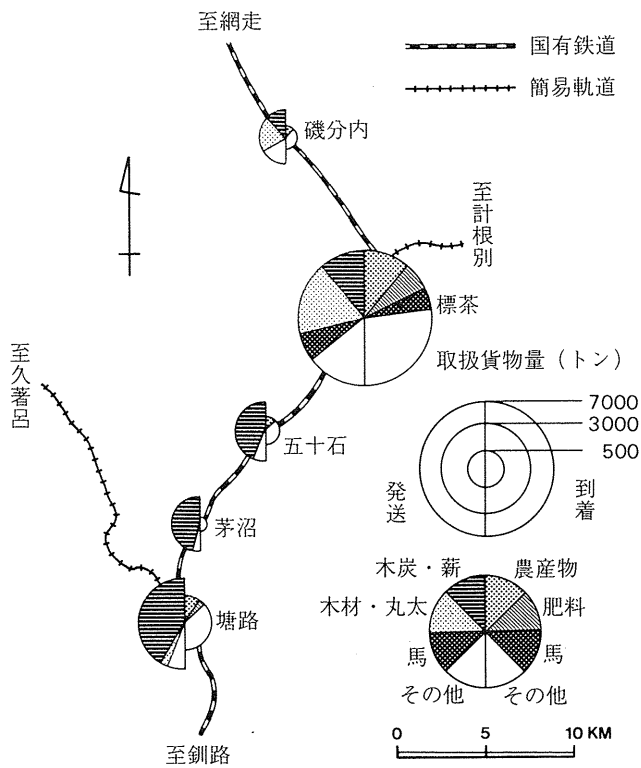 至網走
国有鉄道
簡易軌道
磯分内
至計根別
標茶
取扱貨物量（トン）
至久著呂
7000
3000
500
五十石
発送
到着
茅沼
木炭・薪
農産物
木材・丸太
肥料
塘路
馬
馬
その他
その他
0 5 10 KM
至釧路